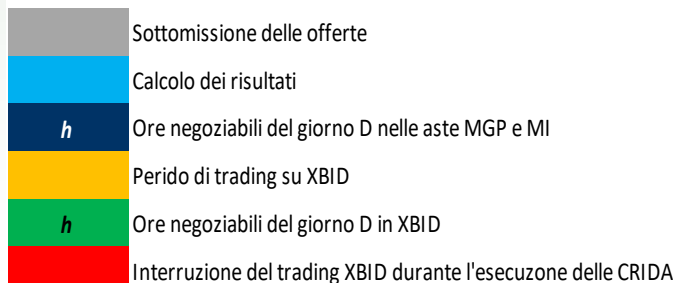 Sottomissione delle offerte
Calcolo dei risultati
h Ore negoziabili del giorno D nelle aste MGP e MI
Perido di trading su XBID
h Ore negoziabili del giorno D in XBID
Interruzione del trading XBID durante l'esecuzone delle CRIDA